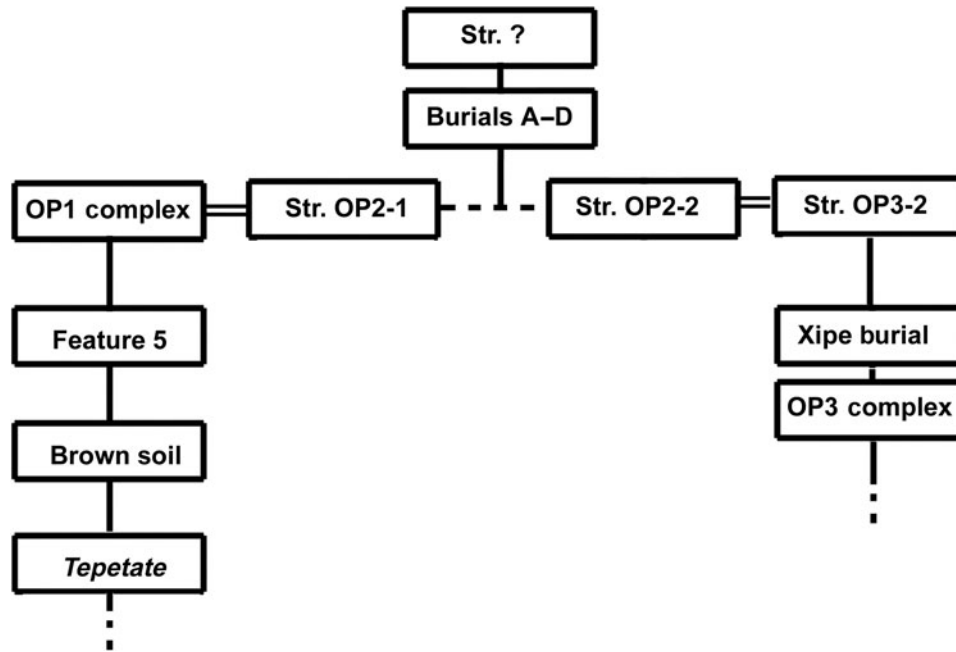 Str. ?
Burials A–D
OP1 complex
Str. OP2-1
Str. OP2-2
Str. OP3-2
Feature 5
Xipe burial
OP3 complex
Brown soil
Tepetate